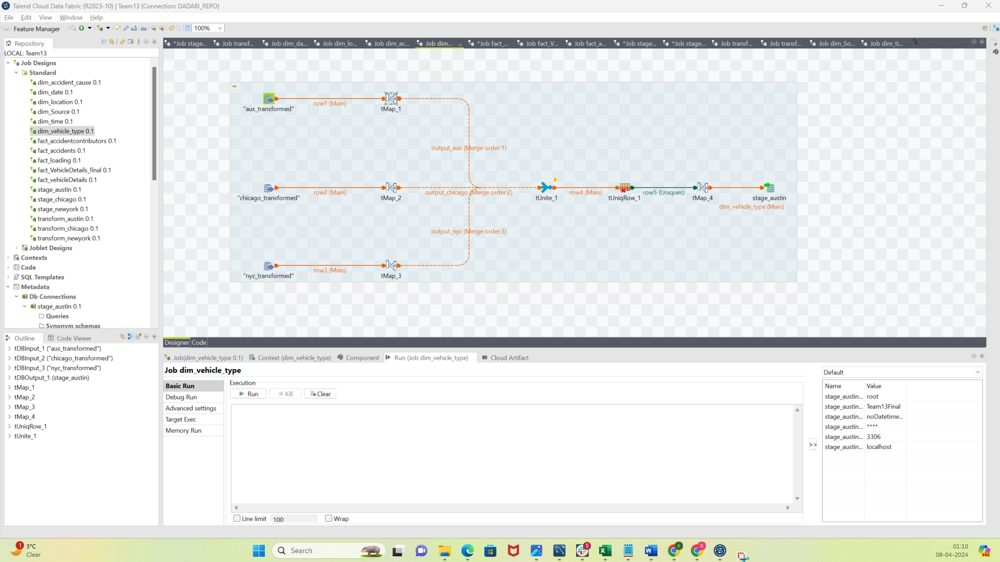 Talend Cloud Data Fabric (R2023-10) | Team13 (Connection: DADABI_REPO)
File Edit View Window Help
Feature Manager 100%
Repository
LOCAL: Team13
Job Designs
Standard
dim_accident_cause 0.1
dim_date 0.1
dim_location 0.1
dim_Source 0.1
dim_time 0.1
dim_vehicle_type 0.1
fact_accidentcontributors 0.1
fact_accidents 0.1
fact_loading 0.1
fact_VehicleDetails_final 0.1
fact_vehicleDetails 0.1
stage_austin 0.1
stage_chicago 0.1
stage_newyork 0.1
transform_austin 0.1
transform_chicago 0.1
transform_newyork 0.1
Joblet Designs
Contexts
Code
SQL Templates
Metadata
Db Connections
stage_austin 0.1
Queries
Synonym schemas
Outline Code Viewer
tDBInput_1 ("aus_transformed")
tDBInput_2 ("chicago_transformed")
tDBInput_3 ("nyc_transformed")
tDBOutput_1 (stage_austin)
tMap_1
tMap_2
tMap_3
tMap_4
tUniqRow_1
tUnite_1
*Job stage... Job transf... Job dim_da... Job dim_lo... Job dim_ac... Job dim... *Job fact_... Job fact_V... Job fact_a... *Job stage... *Job stage... Job transf... Job transf... Job dim_So... Job dim_ti...
row1 (Main)
"aus_transformed" tMap_1
output_aus (Merge order:1)
row2 (Main) output_chicago (Merge order:2) row4 (Main) row5 (Uniques)
"chicago_transformed" tMap_2 tUnite_1 tUniqRow_1 tMap_4 stage_austin
dim_vehicle_type (Main)
output_nyc (Merge order:3)
row3 (Main)
"nyc_transformed" tMap_3
Designer Code
Job(dim_vehicle_type 0.1) Context (dim_vehicle_type) Component Run (Job dim_vehicle_type) Cloud Artifact
Job dim_vehicle_type
Basic Run
Debug Run
Advanced settings
Target Exec
Memory Run
Execution
Run Kill Clear
Line limit 100 Wrap
>>
Default
Name Value
stage_austin... root
stage_austin... Team13Final
stage_austin... noDatetime...
stage_austin... ****
stage_austin... 3306
stage_austin... localhost
1
3°C
Clear
Search
5
C
S
01:10
08-04-2024
PRE